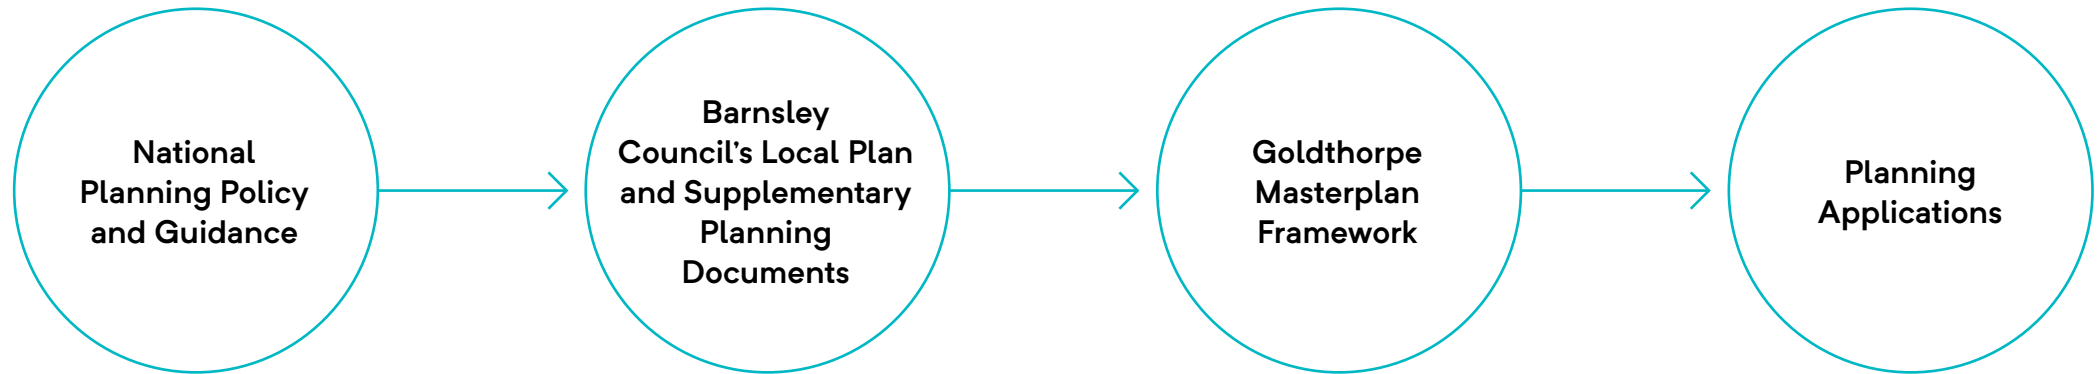 National
Planning Policy
and Guidance
Barnsley
Council’s Local Plan
and Supplementary
Planning
Documents
Goldthorpe
Masterplan
Framework
Planning
Applications